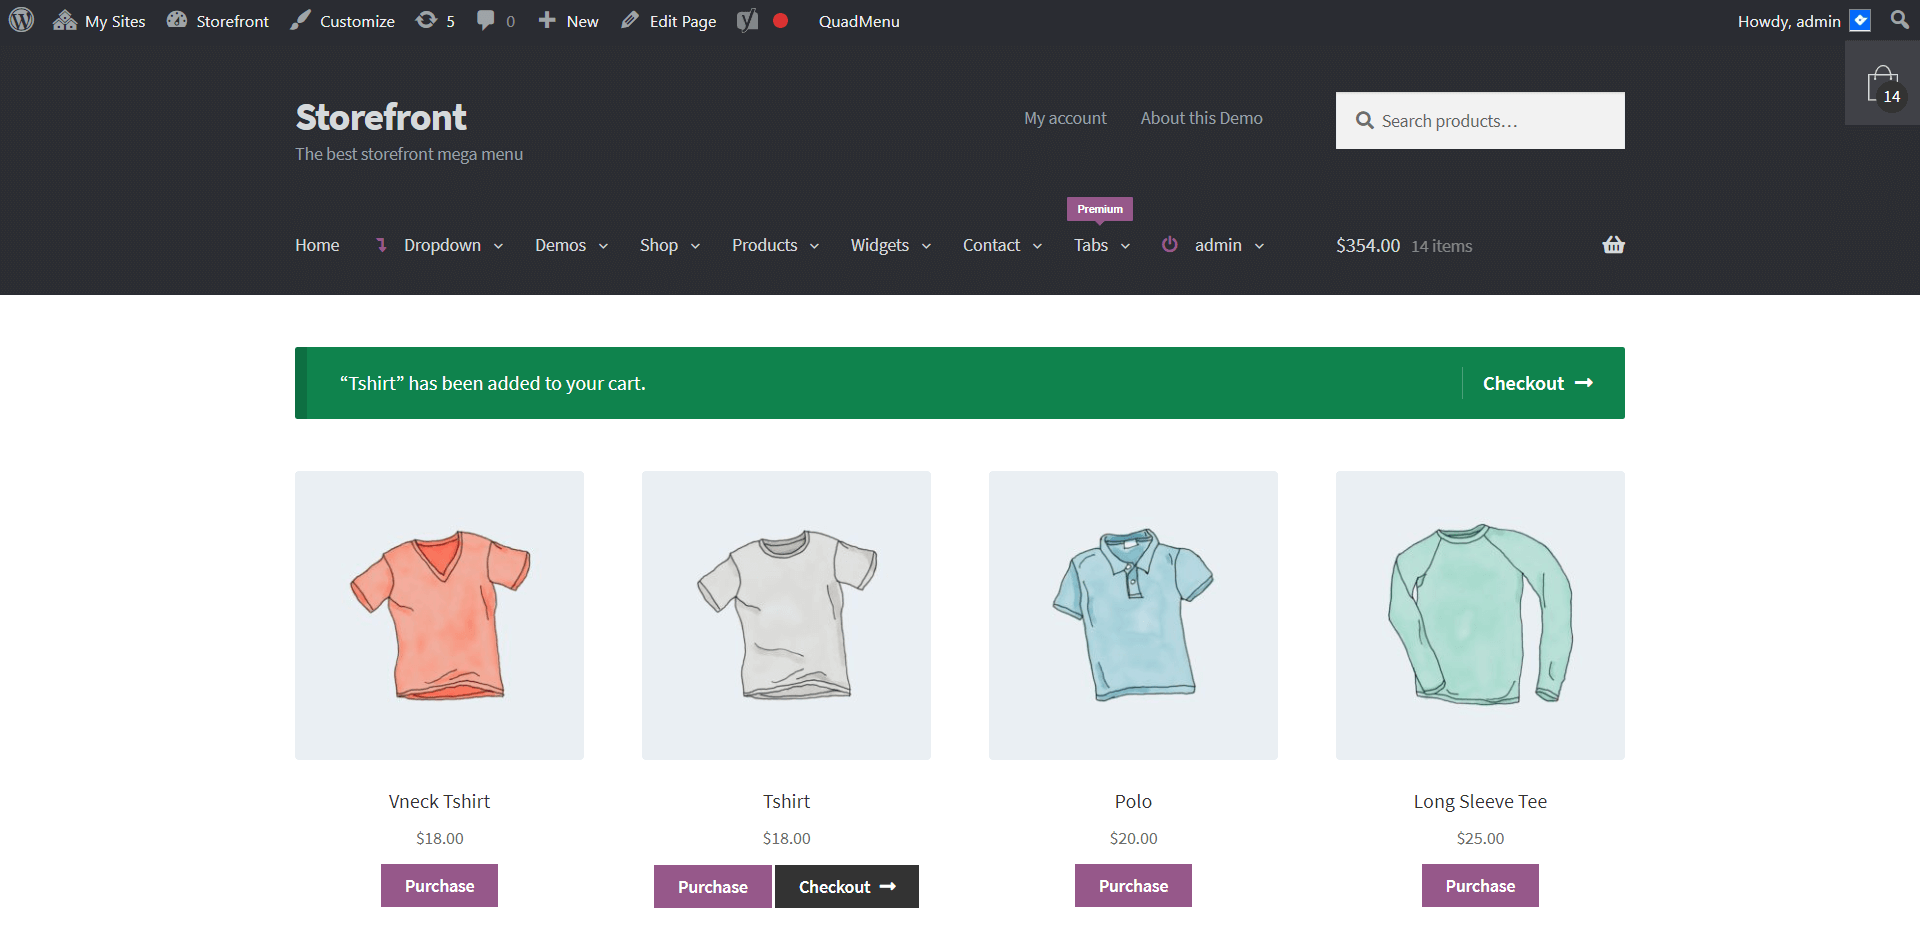 My Sites Storefront Customize 5 0 New Edit Page QuadMenu Howdy, admin
14
Storefront
The best storefront mega menu
My account About this Demo
Search products…
Premium
Home Dropdown Demos Shop Products Widgets Contact Tabs admin $354.00 14 items
“Tshirt” has been added to your cart. Checkout →
Vneck Tshirt Tshirt Polo Long Sleeve Tee
$18.00 $18.00 $20.00 $25.00
Purchase Purchase Checkout → Purchase Purchase